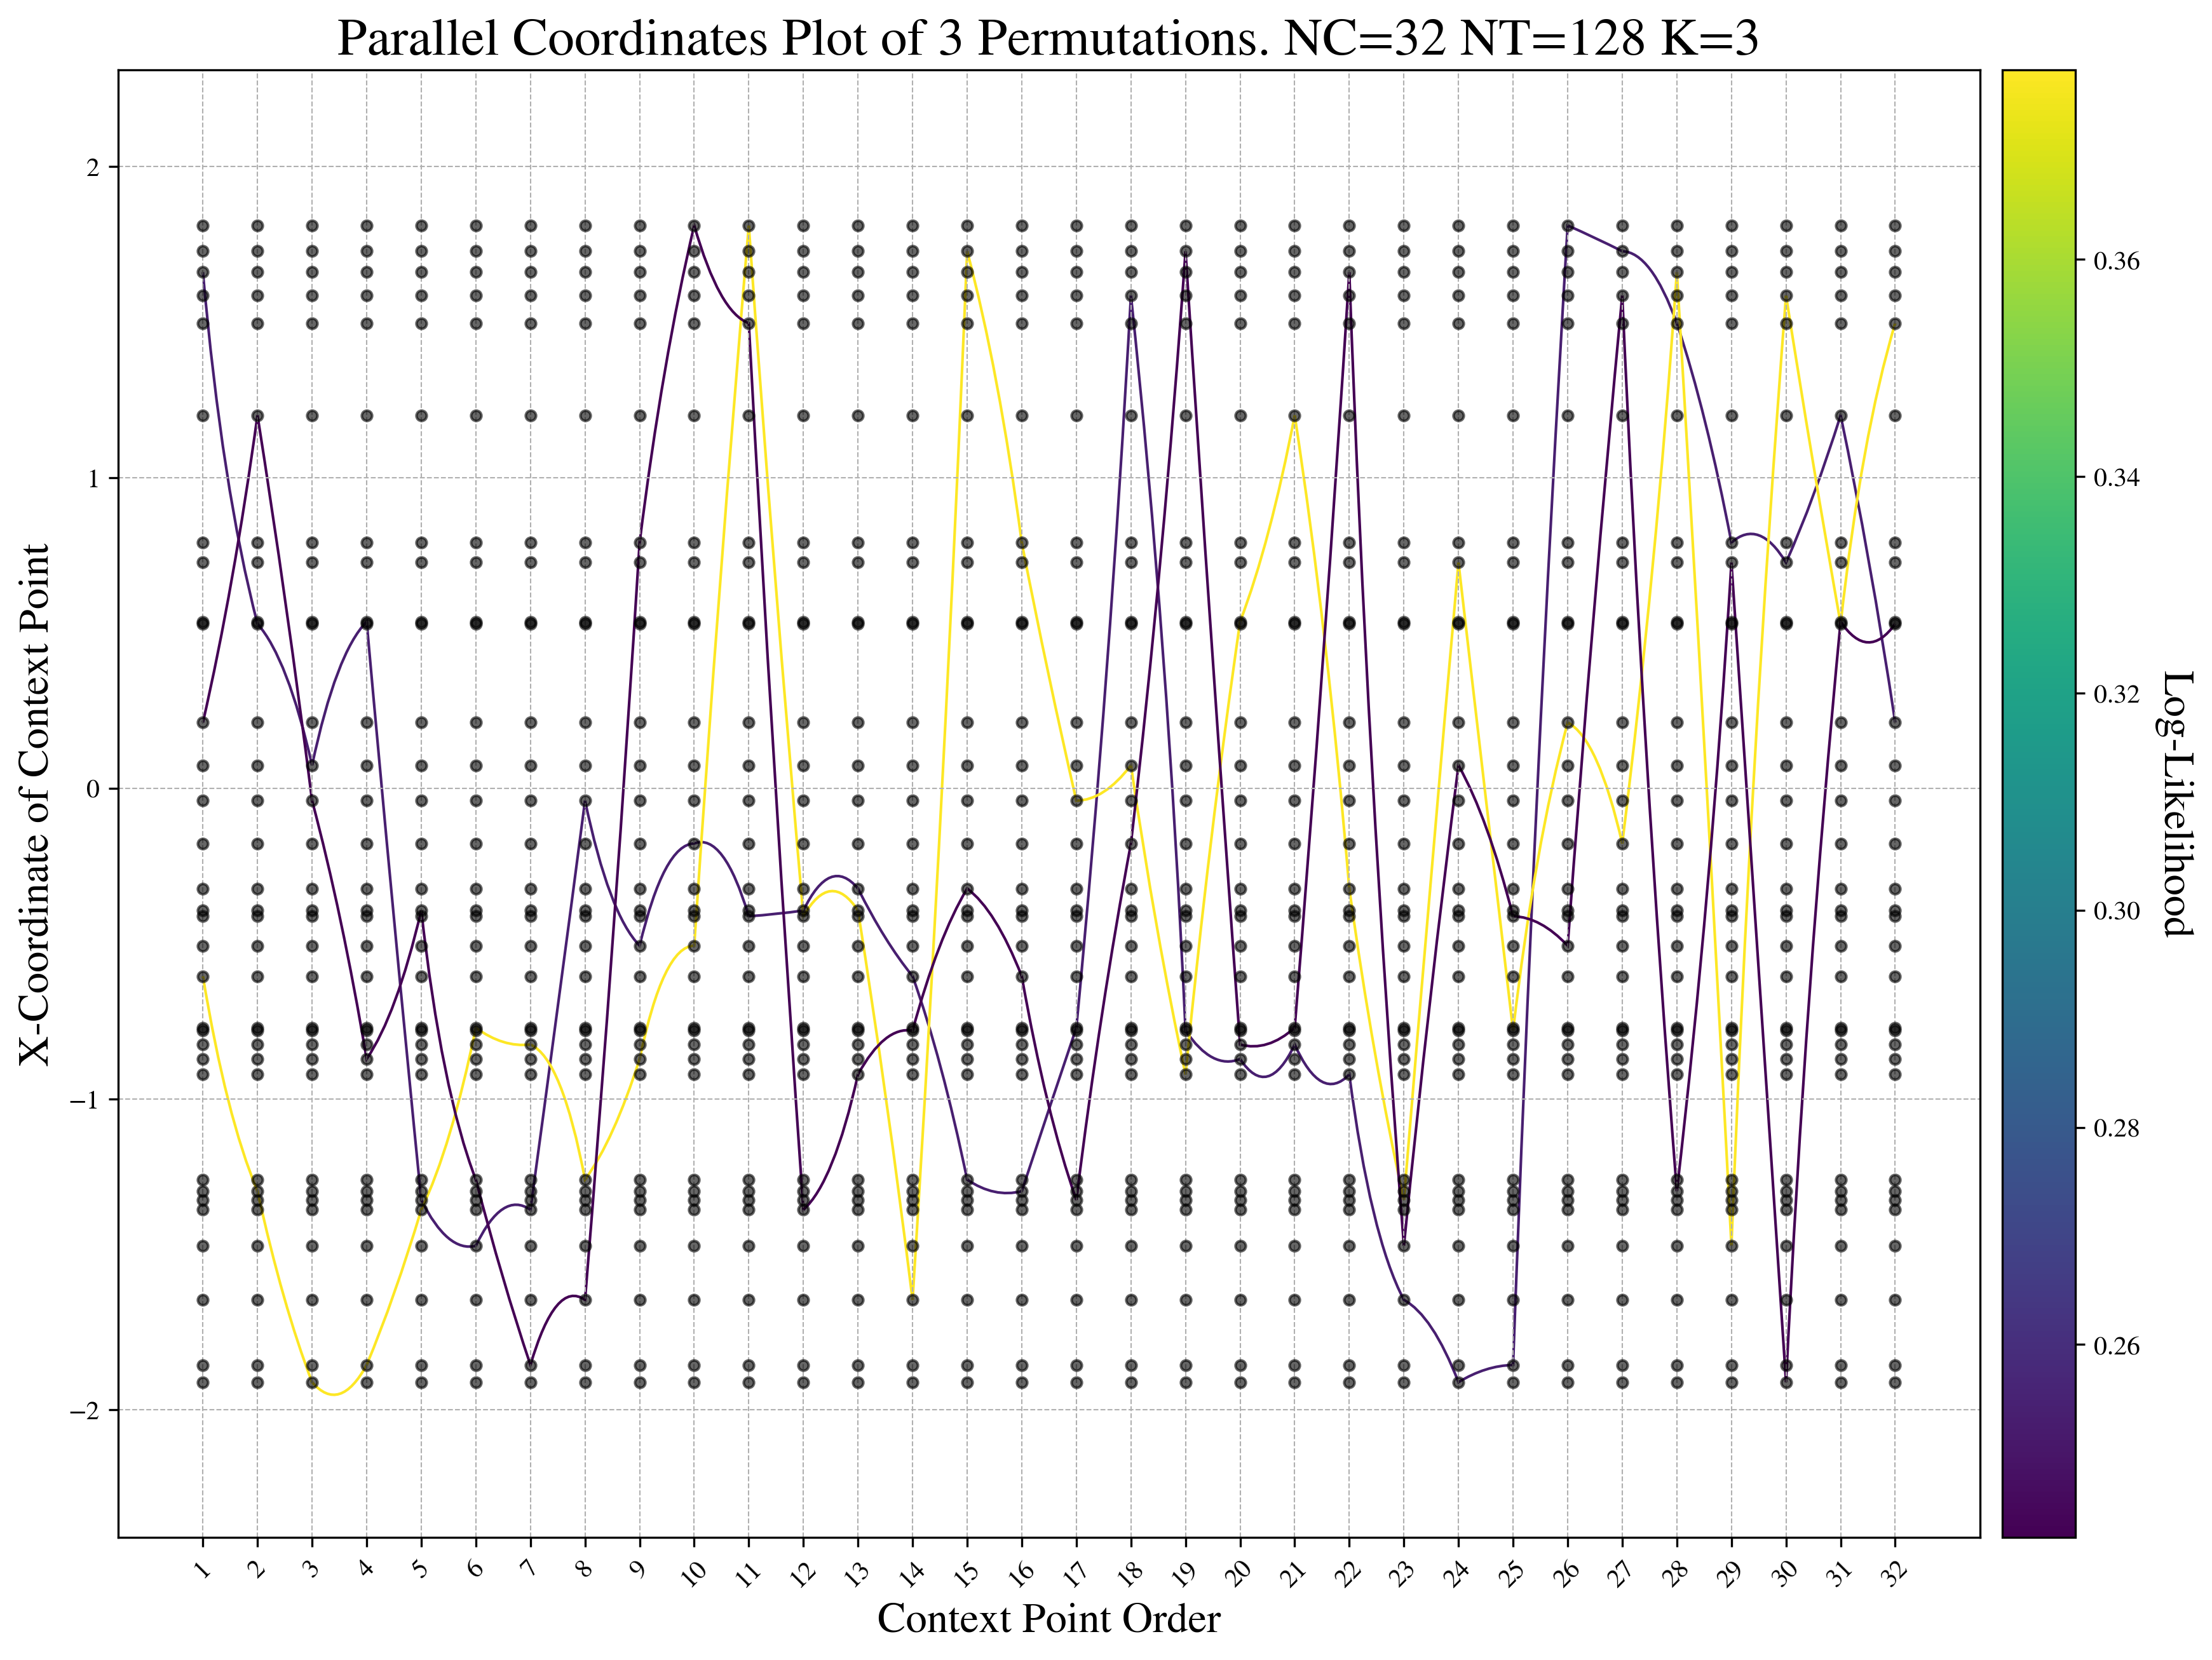 Parallel Coordinates Plot of 3 Permutations. NC=32 NT=128 K=3
X-Coordinate of Context Point
2
1
0
−1
−2
1 2 3 4 5 6 7 8 9 10 11 12 13 14 15 16 17 18 19 20 21 22 23 24 25 26 27 28 29 30 31 32
Context Point Order
0.36
0.34
0.32
0.30
0.28
0.26
Log-Likelihood